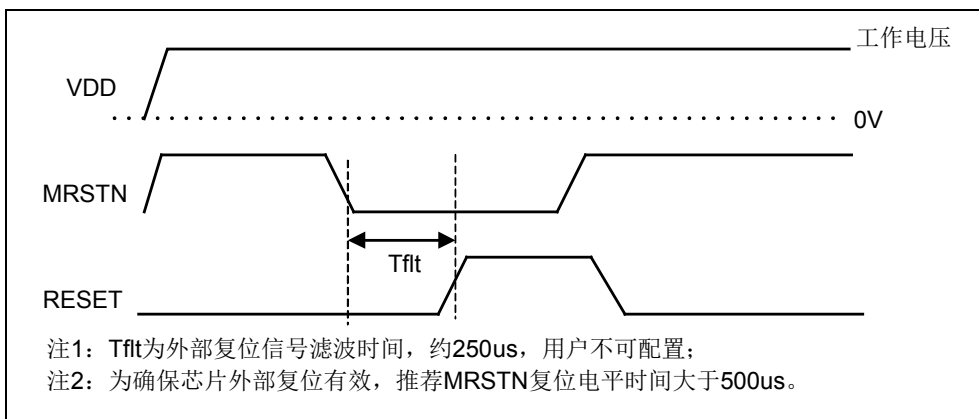 工作电压
VDD
0V
MRSTN
Tflt
RESET
注1：Tflt为外部复位信号滤波时间，约250us，用户不可配置；
注2：为确保芯片外部复位有效，推荐MRSTN复位电平时间大于500us。